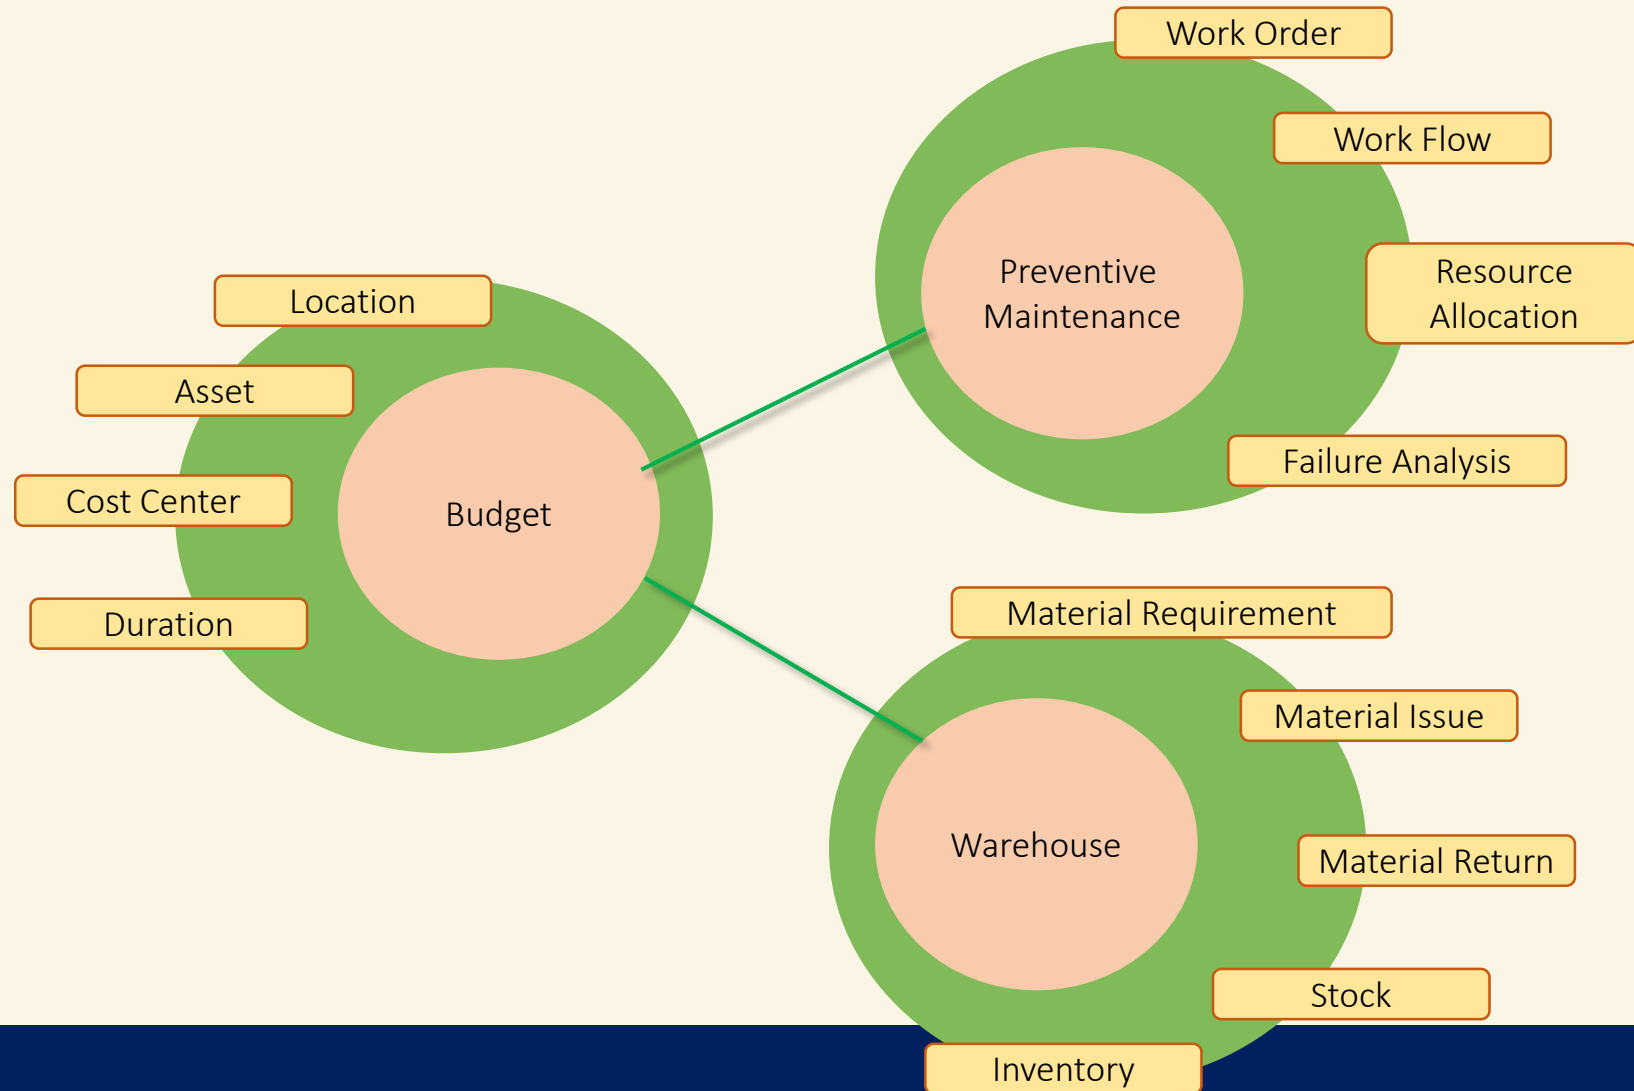 Work Order
Work Flow
Preventive
Maintenance
Resource
Allocation
Failure Analysis
Location
Asset
Cost Center
Duration
Budget
Material Requirement
Material Issue
Warehouse
Material Return
Stock
Inventory